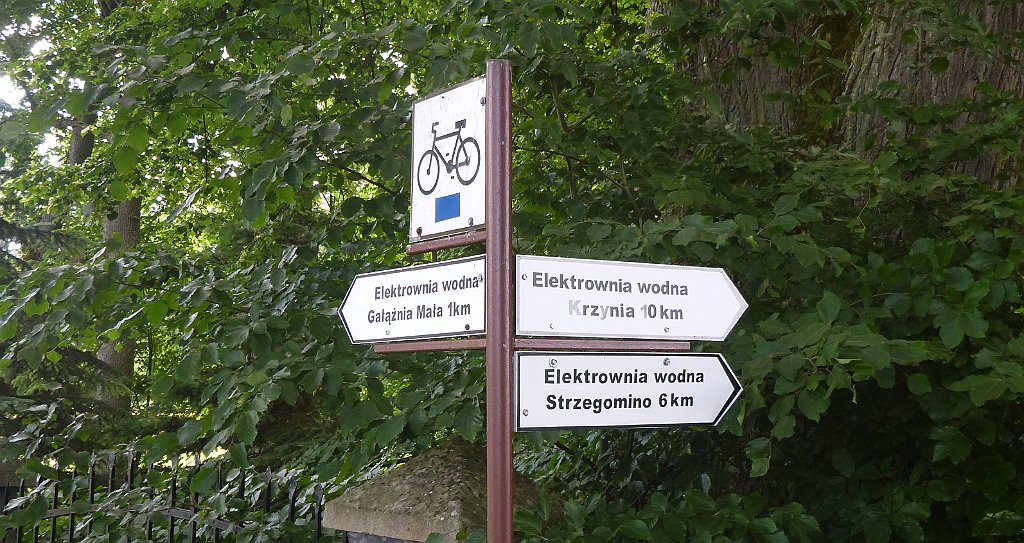 Elektrownia wodna
Gałąźnia Mała 1km
Elektrownia wodna
Krzynia 10 km
Elektrownia wodna
Strzegomino 6 km